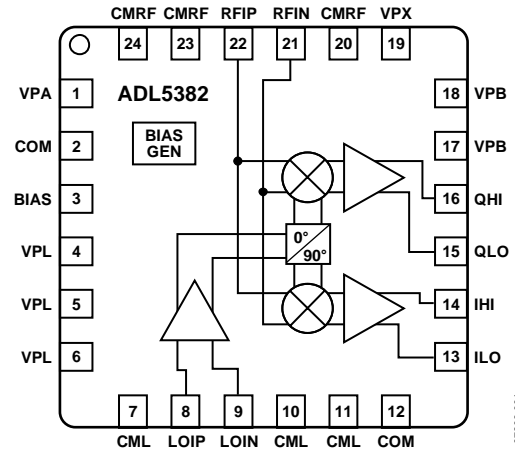 CMRF CMRF RFIP RFIN CMRF VPX
24 23 22 21 20 19
VPA 1 ADL5382 18 VPB
BIAS
GEN
COM 2 17 VPB
BIAS 3 16 QHI
0°
90°
VPL 4 15 QLO
VPL 5 14 IHI
VPL 6 13 ILO
7 8 9 10 11 12
CML LOIP LOIN CML CML COM